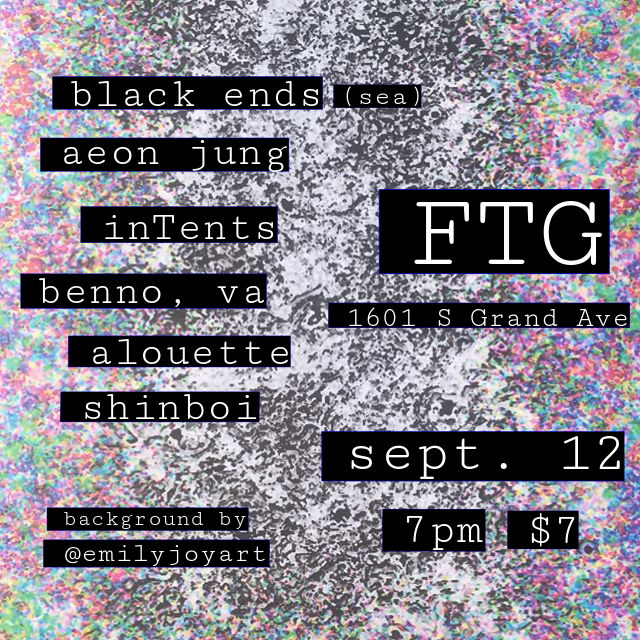 black ends (sea)
aeon jung
inTents
benno, va
alouette
shinboi
FTG
1601 S Grand Ave
sept. 12
7pm $7
background by
@emilyjoyart